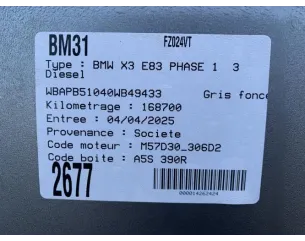 BM31 FZ024VT
Type : BMW X3 E83 PHASE 1 3
Diesel
WBAPB51040WB49433 Gris fonce
Kilometrage : 168700
Entree : 04/04/2025
Provenance : Societe
Code moteur : M57D30_306D2
Code boite : A5S 390R
2677
000014263424